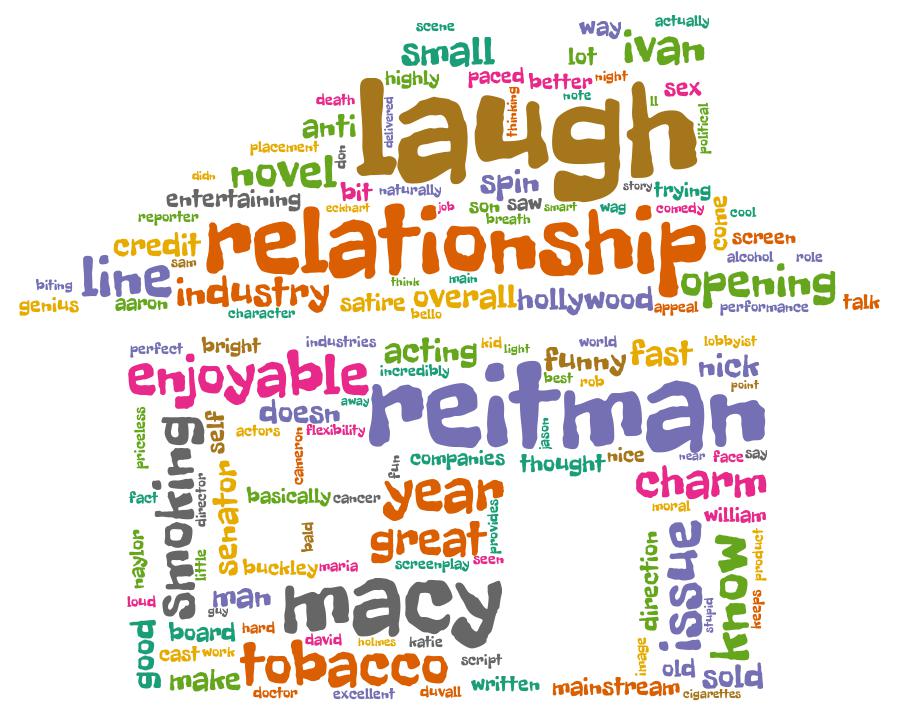 scene
way
actually
small
lot
ivan
highly
paced
better
night
sex
death
delivered
laugh
thinking
note
ll
political
anti
placement
don
novel
didn
bit
naturally
spin
story
trying
entertaining
eckhart
job
son
saw
smart
wag
comedy
come
cool
reporter
breath
credit
relationship
screen
sam
alcohol
role
biting
line
think
main
opening
genius
aaron
industry
satire
overall
hollywood
appeal
performance
talk
character
bello
perfect
bright
industries
acting
kid
light
world
lobbyist
funny
fast
nick
enjoyable
incredibly
best
rob
point
reitman
away
priceless
doesn
self
actors
flexibility
jason
smoking
cameron
fun
companies
thought
nice
near
face
say
charm
fact
director
senator
basically
cancer
year
moral
william
provides
naylor
little
bald
great
direction
issue
know
product
buckley
maria
screenplay
seen
loud
guy
man
macy
stupid
keeps
good
board
hard
david
holmes
katie
cast
work
tobacco
script
image
old
sold
make
doctor
excellent
duvall
written
mainstream
cigarettes